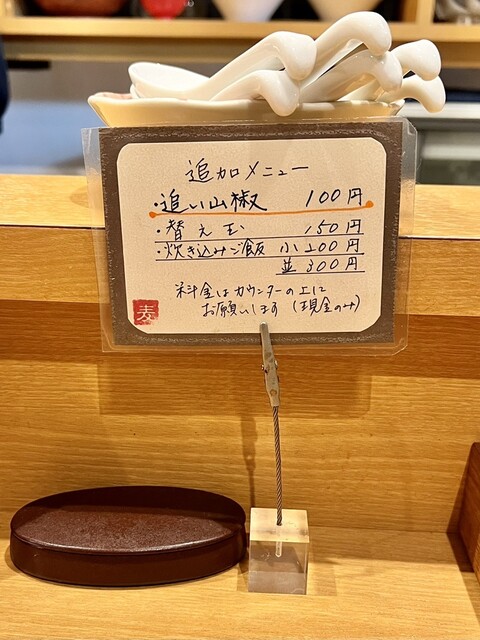 追加メニュー
・追い山椒 100円
・替え玉 150円
・炊き込みご飯 小200円
並300円
料金はカウンターの上に
お願いします (現金のみ)
麦